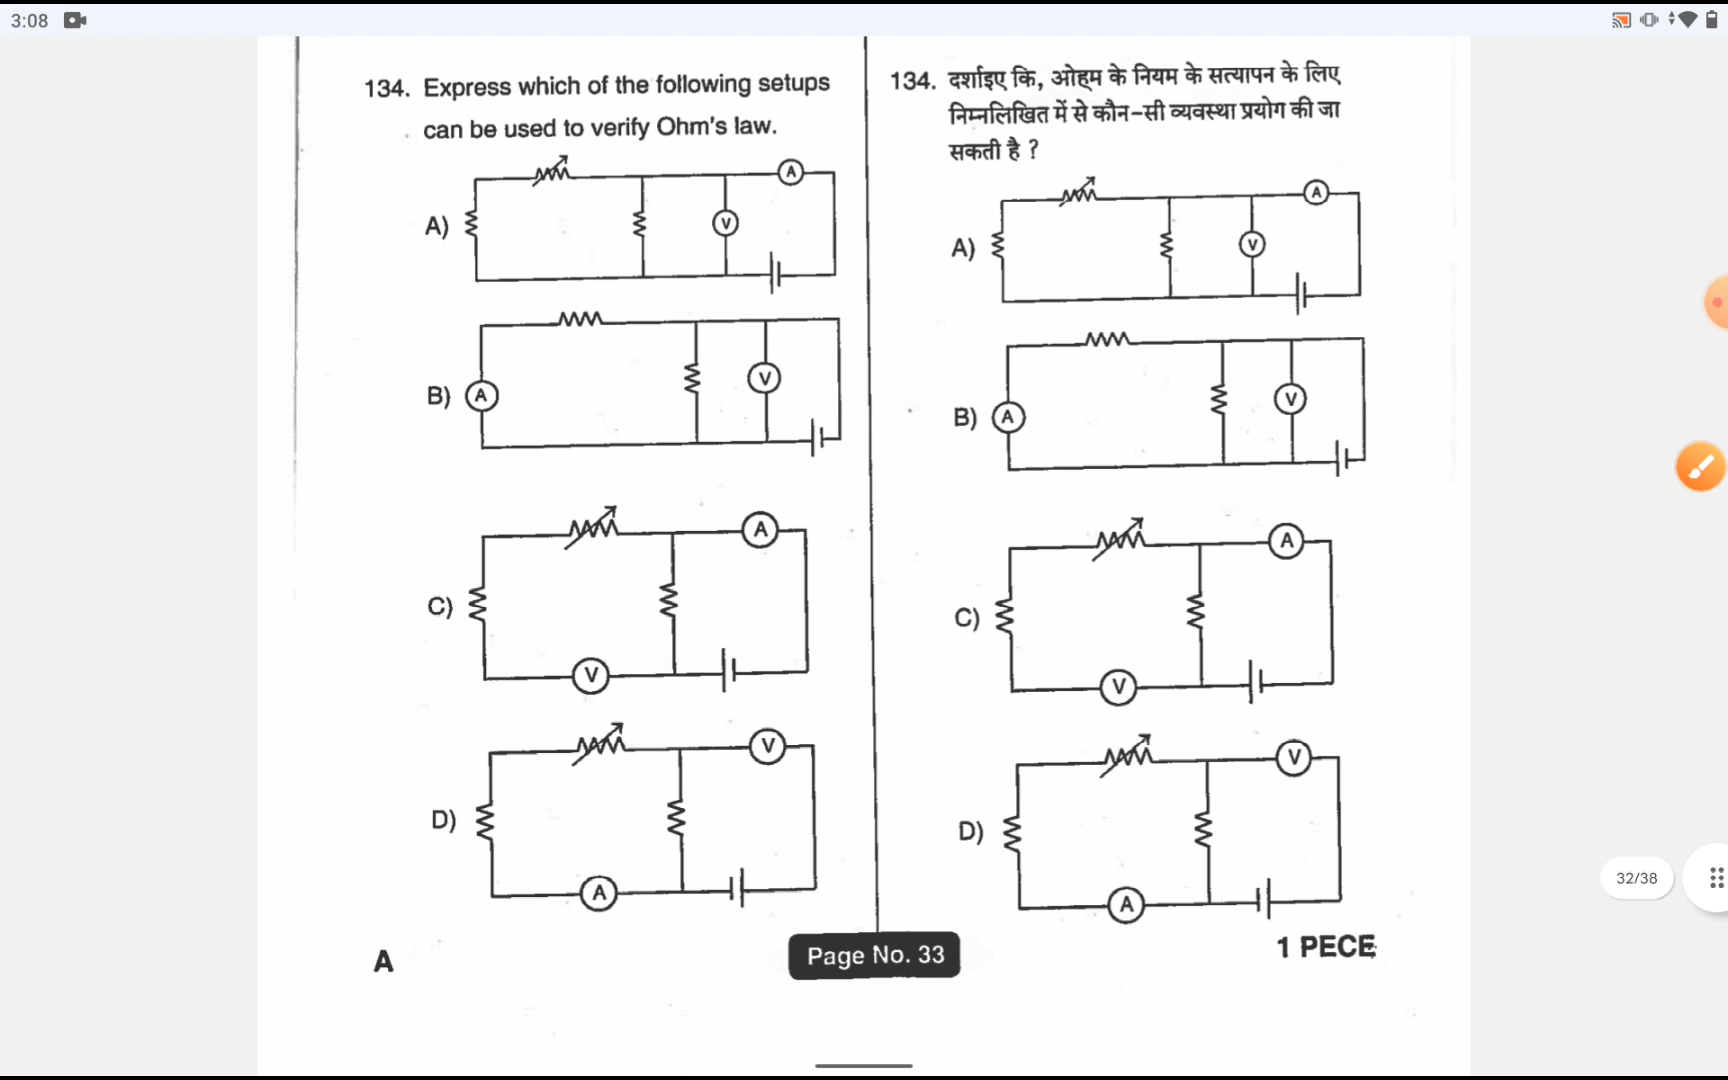 3:08
134. Express which of the following setups
can be used to verify Ohm's law.
A)
A
V
B)
A
V
C)
A
V
D)
V
A
A
134. दर्शाइए कि, ओह्म के नियम के सत्यापन के लिए
निम्नलिखित में से कौन-सी व्यवस्था प्रयोग की जा
सकती है ?
A)
A
V
B)
A
V
C)
A
V
D)
V
A
1 PECE
Page No. 33
32/38